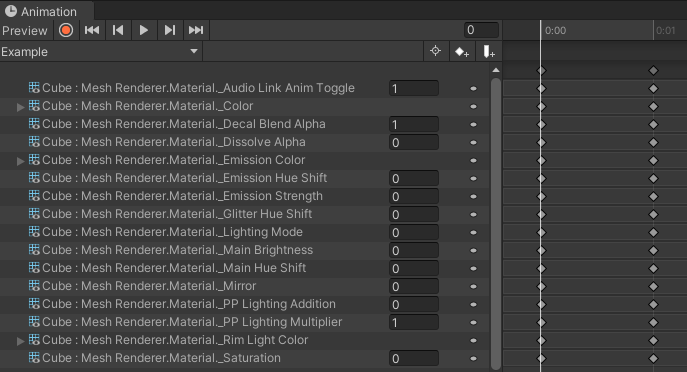 Animation
Preview 0 0:00 0:01
Example
Cube : Mesh Renderer.Material._Audio Link Anim Toggle 1
Cube : Mesh Renderer.Material._Color
Cube : Mesh Renderer.Material._Decal Blend Alpha 1
Cube : Mesh Renderer.Material._Dissolve Alpha 0
Cube : Mesh Renderer.Material._Emission Color
Cube : Mesh Renderer.Material._Emission Hue Shift 0
Cube : Mesh Renderer.Material._Emission Strength 0
Cube : Mesh Renderer.Material._Glitter Hue Shift 0
Cube : Mesh Renderer.Material._Lighting Mode 0
Cube : Mesh Renderer.Material._Main Brightness 0
Cube : Mesh Renderer.Material._Main Hue Shift 0
Cube : Mesh Renderer.Material._Mirror 0
Cube : Mesh Renderer.Material._PP Lighting Addition 0
Cube : Mesh Renderer.Material._PP Lighting Multiplier 1
Cube : Mesh Renderer.Material._Rim Light Color
Cube : Mesh Renderer.Material._Saturation 0